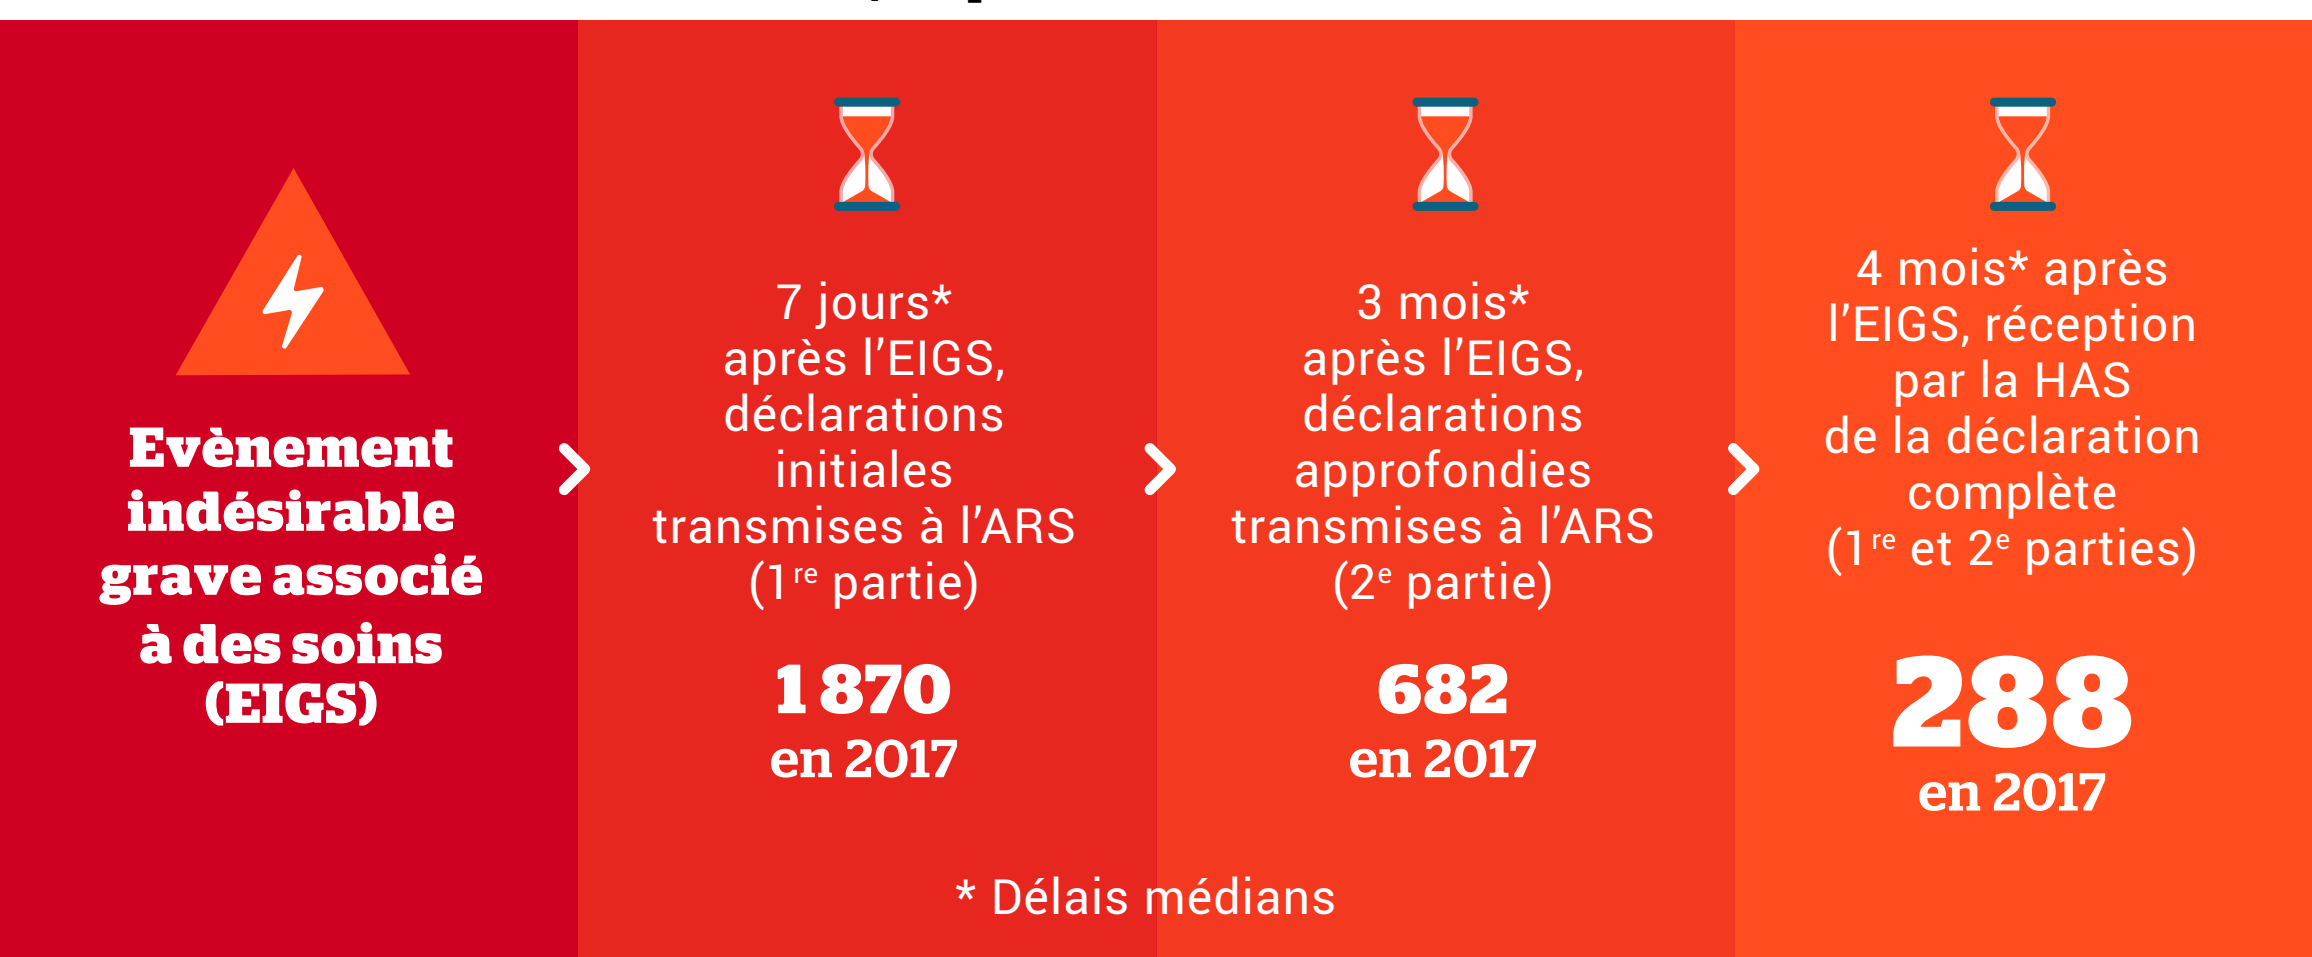 Evènement
indésirable
grave associé
à des soins
(EIGS)
7 jours*
après l’EIGS,
déclarations
initiales
transmises à l’ARS
(1re partie)
1 870
en 2017
3 mois*
après l’EIGS,
déclarations
approfondies
transmises à l’ARS
(2e partie)
682
en 2017
4 mois* après
l’EIGS, réception
par la HAS
de la déclaration
complète
(1re et 2e parties)
288
en 2017
* Délais médians